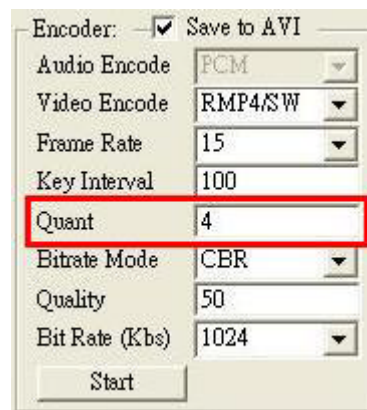 Encoder: Save to AVI
Audio Encode PCM
Video Encode RMP4/SW
Frame Rate 15
Key Interval 100
Quant 4
Bitrate Mode CBR
Quality 50
Bit Rate (Kbs) 1024
Start